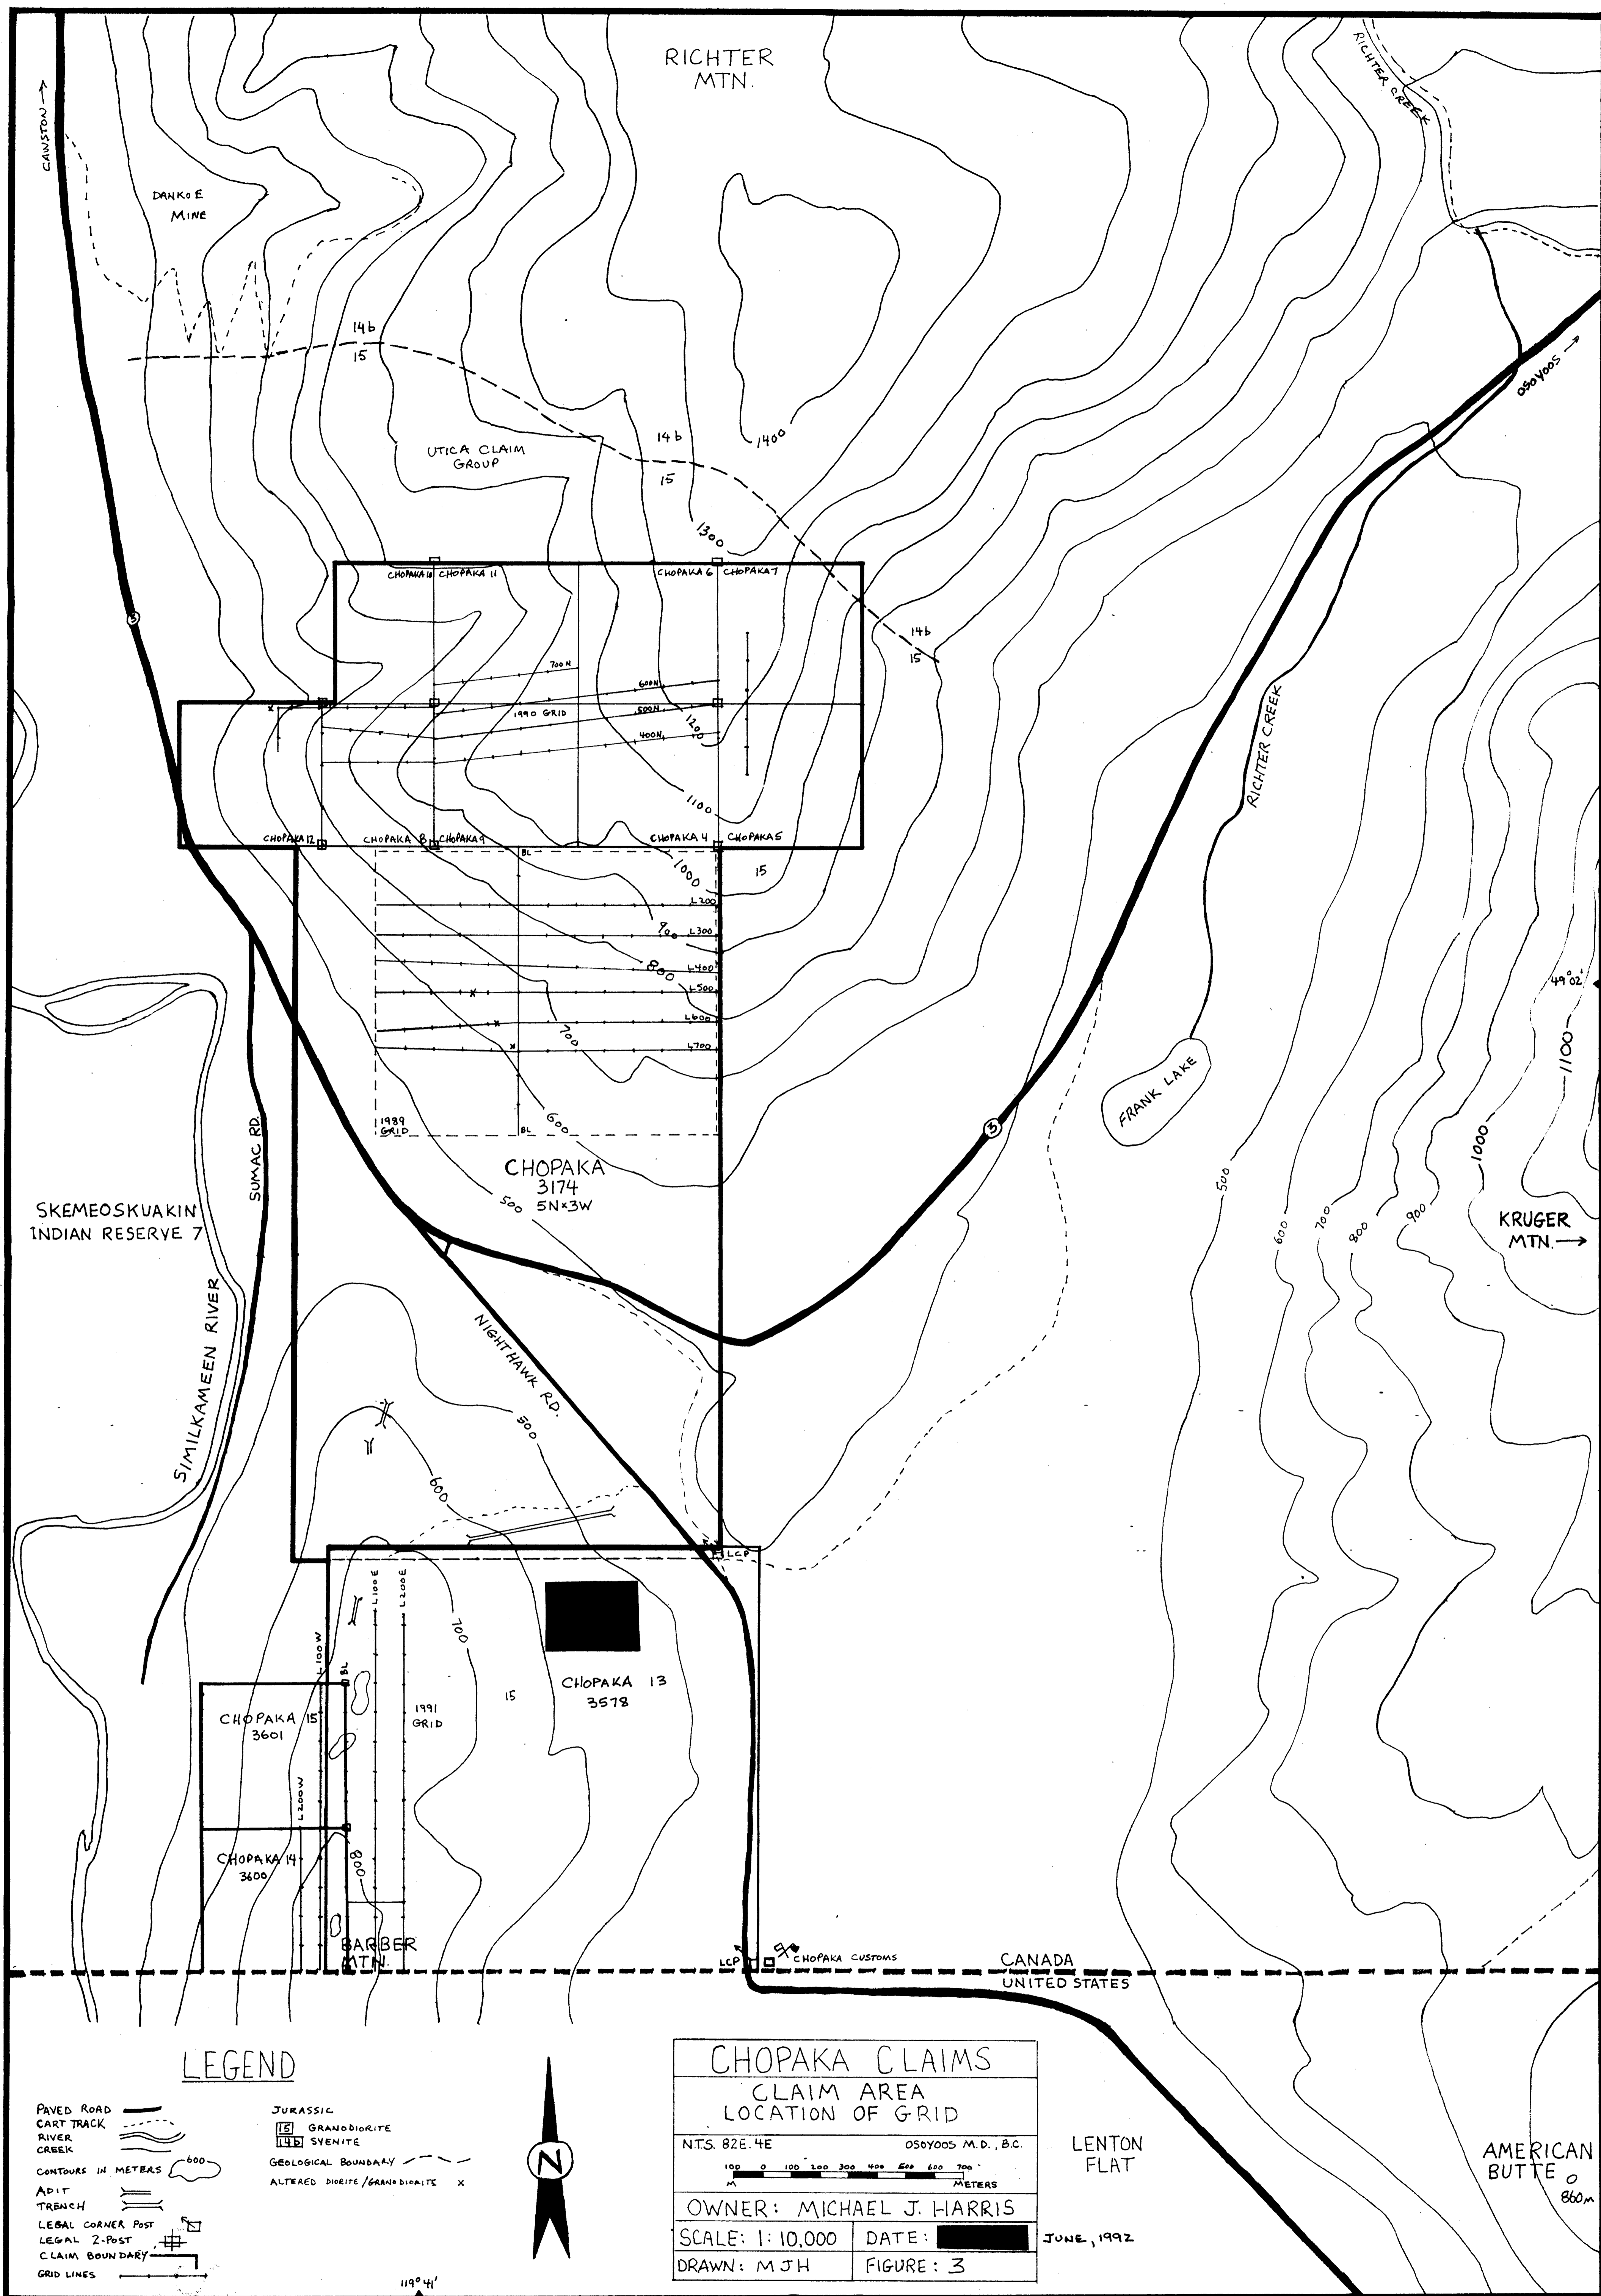 RICHTER
MTN.
RICHTER CREEK
CAWSTON →
DANKOE
MINE
OSOYOOS →
14b
15
UTICA CLAIM
GROUP
14b
15
1400
1300
CHOPAKA 10
CHOPAKA 11
CHOPAKA 6
CHOPAKA 7
3
14b
15
700N
600N
1990 GRID
500N
400N
1200
1100
RICHTER CREEK
CHOPAKA 12
CHOPAKA 8
CHOPAKA 9
CHOPAKA 4
CHOPAKA 5
BL
1000
15
L200
900
L300
800
L400
L500
L600
700
L700
49°02'
1100
FRANK LAKE
3
1989
GRID
BL
600
SUMAC RD.
1000
CHOPAKA
3174
5N×3W
500
500
SKEMEOSKUAKIN
INDIAN RESERVE 7
600
700
800
900
KRUGER
MTN. →
SIMILKAMEEN RIVER
NIGHTHAWK RD.
500
600
LCP
L100E
L200E
700
L100W
BL
CHOPAKA 13
3578
15
1991
GRID
CHOPAKA 15
3601
L200W
CHOPAKA 14
3600
800
BARBER
MTN.
LCP
CHOPAKA CUSTOMS
CANADA
UNITED STATES
LEGEND
PAVED ROAD
CART TRACK
RIVER
CREEK
CONTOURS IN METERS
600
ADIT
TRENCH
LEGAL CORNER POST
LEGAL 2-POST
CLAIM BOUNDARY
GRID LINES
JURASSIC
15 GRANODIORITE
14b SYENITE
GEOLOGICAL BOUNDARY
ALTERED DIORITE/GRANODIORITE x
N
119°41'
CHOPAKA CLAIMS
CLAIM AREA
LOCATION OF GRID
N.T.S. 82E. 4E
OSOYOOS M.D., B.C.
100 0 100 200 300 400 500 600 700
M METERS
OWNER: MICHAEL J. HARRIS
SCALE: 1:10,000
DATE:
JUNE, 1992
DRAWN: MJH
FIGURE: 3
LENTON
FLAT
AMERICAN
BUTTE
860m